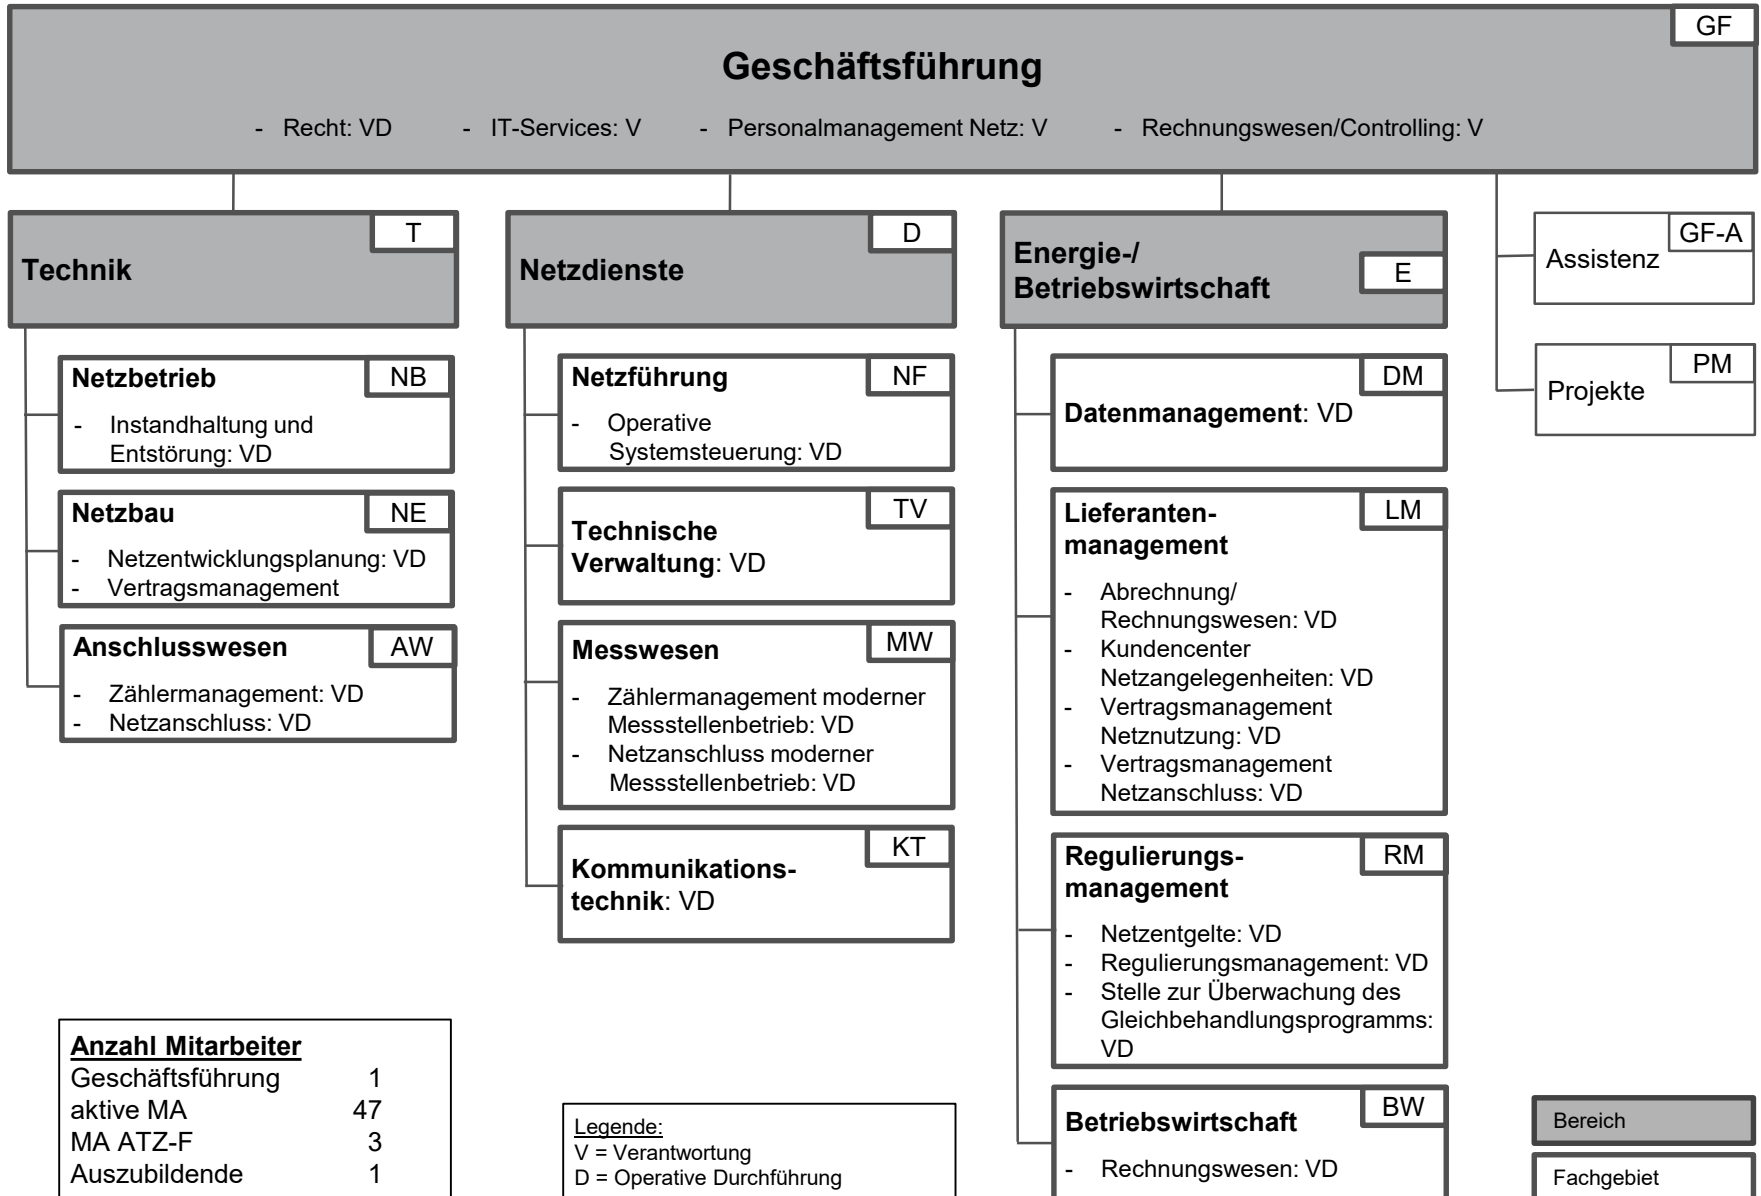 GF
Geschäftsführung
- Recht: VD - IT-Services: V - Personalmanagement Netz: V - Rechnungswesen/Controlling: V
T
Technik
NB
Netzbetrieb
- Instandhaltung und
Entstörung: VD
NE
Netzbau
- Netzentwicklungsplanung: VD
- Vertragsmanagement
AW
Anschlusswesen
- Zählermanagement: VD
- Netzanschluss: VD
D
Netzdienste
NF
Netzführung
- Operative
Systemsteuerung: VD
TV
Technische
Verwaltung: VD
MW
Messwesen
- Zählermanagement moderner
Messstellenbetrieb: VD
- Netzanschluss moderner
Messstellenbetrieb: VD
KT
Kommunikations-
technik: VD
Energie-/
Betriebswirtschaft
E
DM
Datenmanagement: VD
LM
Lieferanten-
management
- Abrechnung/
Rechnungswesen: VD
- Kundencenter
Netzangelegenheiten: VD
- Vertragsmanagement
Netznutzung: VD
- Vertragsmanagement
Netzanschluss: VD
RM
Regulierungs-
management
- Netzentgelte: VD
- Regulierungsmanagement: VD
- Stelle zur Überwachung des
Gleichbehandlungsprogramms:
VD
BW
Betriebswirtschaft
- Rechnungswesen: VD
GF-A
Assistenz
PM
Projekte
Anzahl Mitarbeiter
Geschäftsführung 1
aktive MA 47
MA ATZ-F 3
Auszubildende 1
Legende:
V = Verantwortung
D = Operative Durchführung
Bereich
Fachgebiet